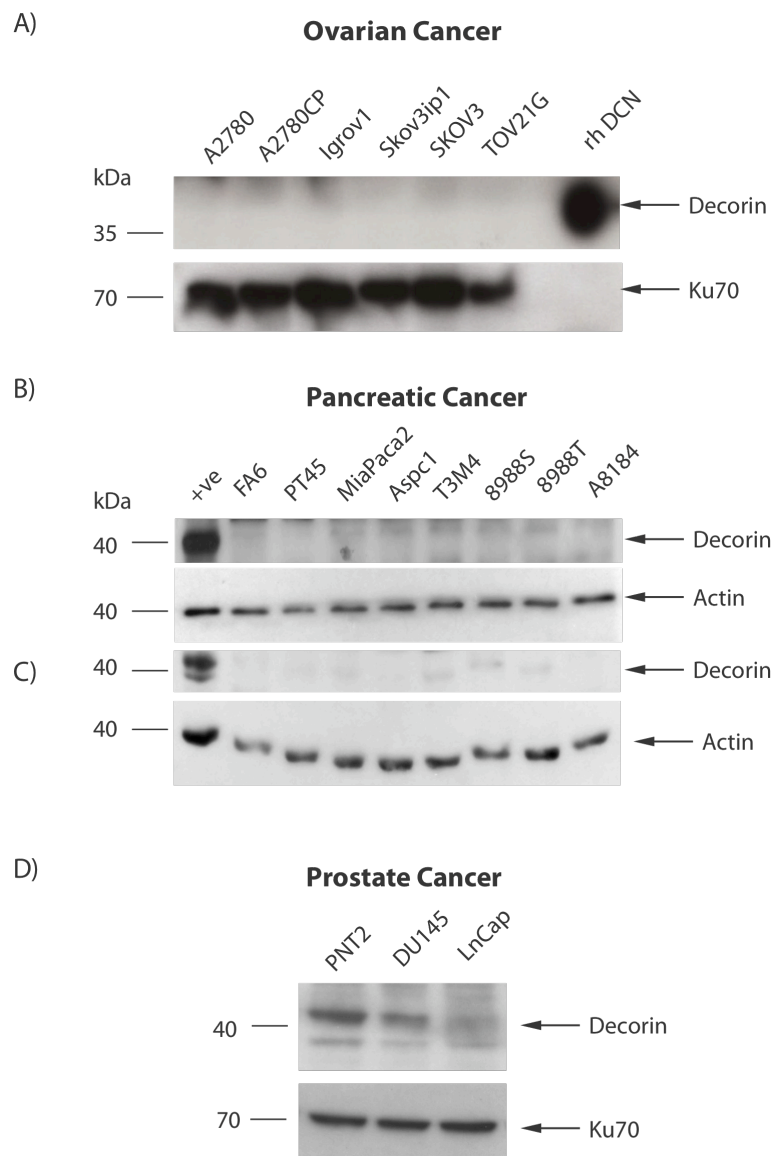 A)
Ovarian Cancer
A2780 A2780CP Igrov1 Skov3ip1 SKOV3 TOV21G rh DCN
kDa
Decorin
35
70
Ku70
B)
Pancreatic Cancer
+ve FA6 PT45 MiaPaca2 Aspc1 T3M4 8988S 8988T A8184
kDa
40 Decorin
40 Actin
C) 40 Decorin
40
Actin
D)
Prostate Cancer
PNT2 DU145 LnCap
40 Decorin
70 Ku70